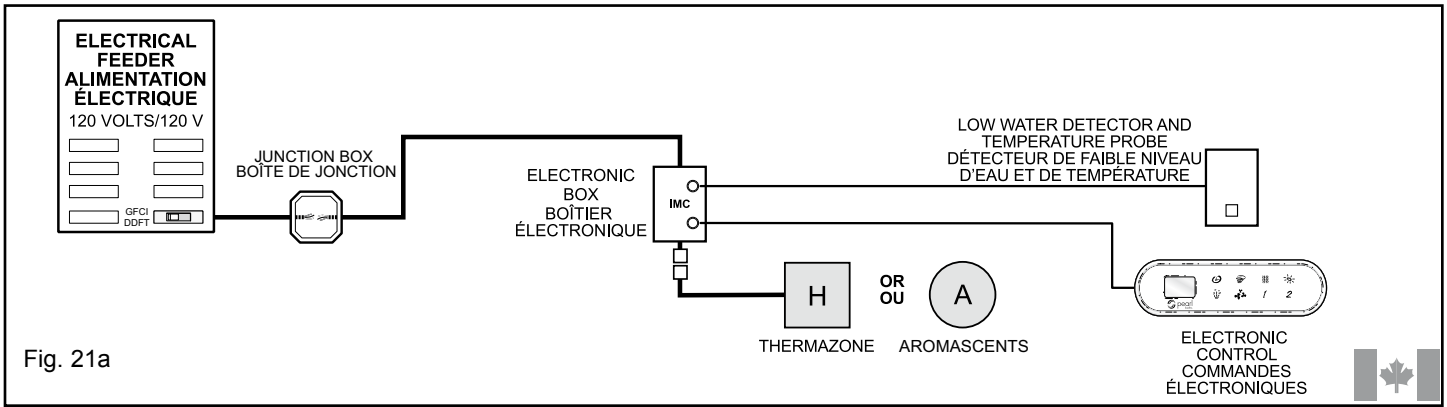 ELECTRICAL
FEEDER
ALIMENTATION
ÉLECTRIQUE
120 VOLTS/120 V
GFCI
DDFT
JUNCTION BOX
BOÎTE DE JONCTION
ELECTRONIC
BOX
BOÎTIER
ÉLECTRONIQUE
IMC
LOW WATER DETECTOR AND
TEMPERATURE PROBE
DÉTECTEUR DE FAIBLE NIVEAU
D'EAU ET DE TEMPÉRATURE
H
OR
OU
A
THERMAZONE
AROMASCENTS
1
2
pearl
ELECTRONIC
CONTROL
COMMANDES
ÉLECTRONIQUES
Fig. 21a